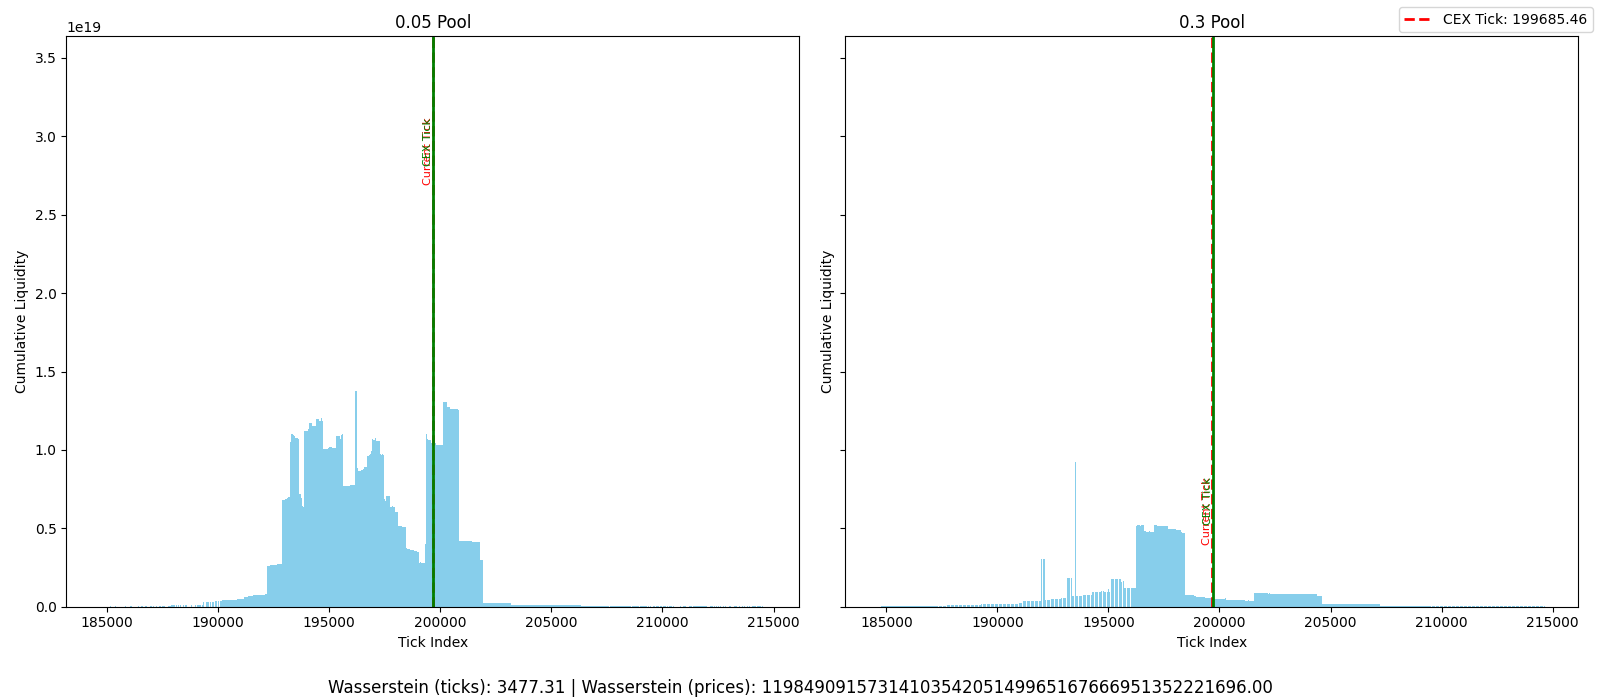 0.05 Pool
0.3 Pool
CEX Tick: 199685.46
1e19
3.5
3.0
2.5
2.0
1.5
1.0
0.5
0.0
Cumulative Liquidity
CEX Tick
Current Tick
185000 190000 195000 200000 205000 210000 215000
Tick Index
Cumulative Liquidity
CEX Tick
Current Tick
185000 190000 195000 200000 205000 210000 215000
Tick Index
Wasserstein (ticks): 3477.31 | Wasserstein (prices): 1198490915731410354205149965167666951352221696.00